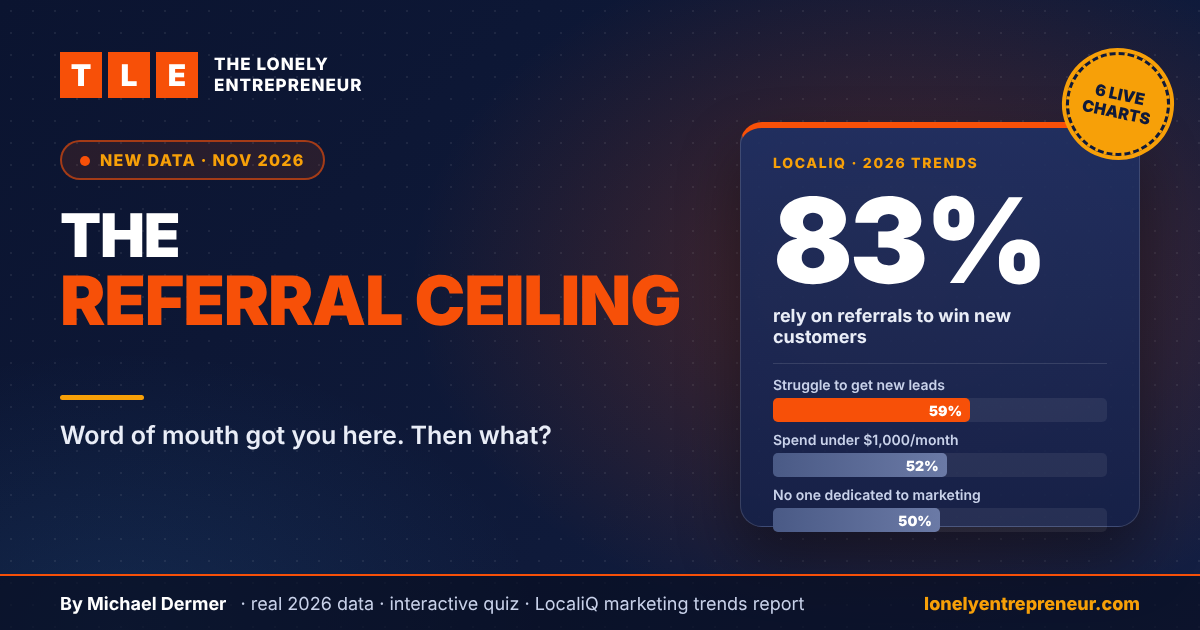 T L E
THE LONELY
ENTREPRENEUR
NEW DATA · NOV 2026
THE
REFERRAL CEILING
Word of mouth got you here. Then what?
6 LIVE
CHARTS
LOCALIQ · 2026 TRENDS
83%
rely on referrals to win new
customers
Struggle to get new leads
59%
Spend under $1,000/month
52%
No one dedicated to marketing
50%
By Michael Dermer · real 2026 data · interactive quiz · LocaliQ marketing trends report
lonelyentrepreneur.com